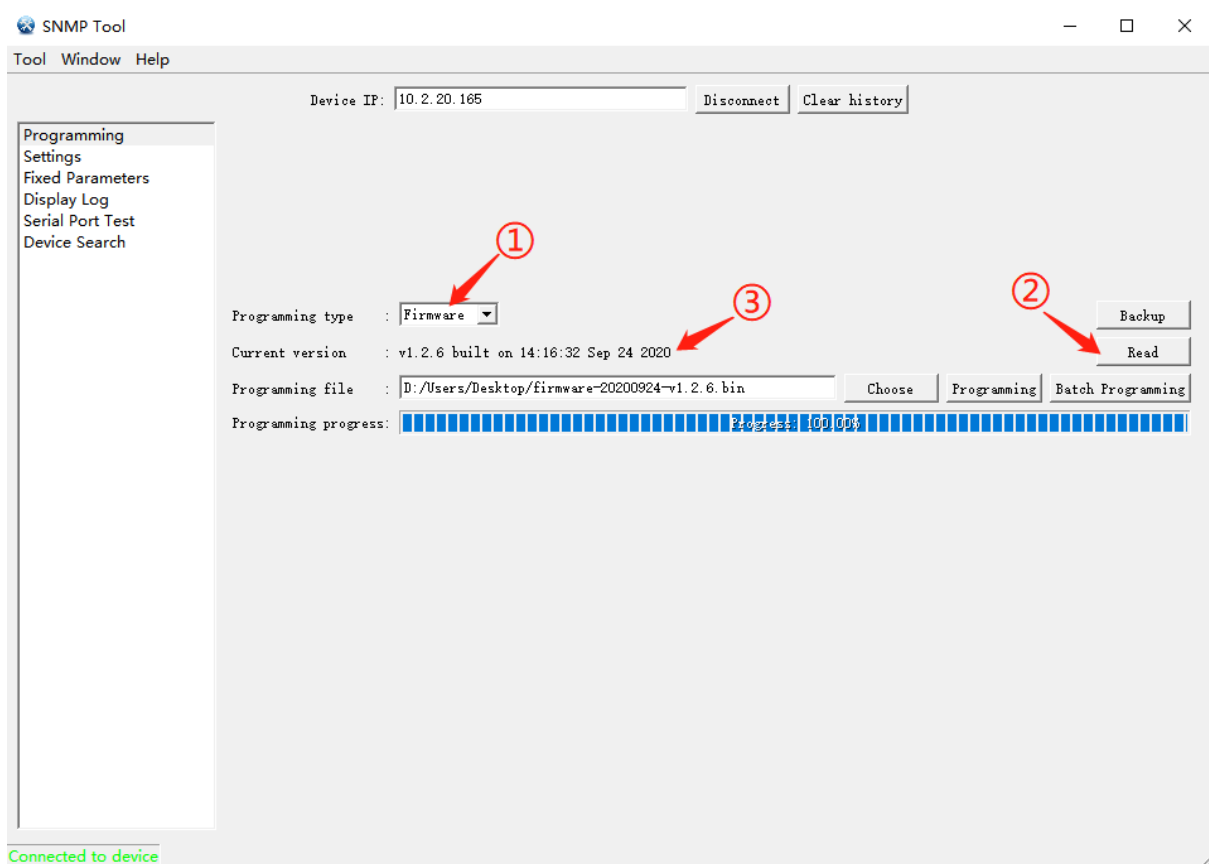 SNMP Tool
Tool Window Help
Device IP: 10.2.20.165 Disconnect Clear history
Programming
Settings
Fixed Parameters
Display Log
Serial Port Test
Device Search
①
②
③
Programming type : Firmware Backup
Current version : v1.2.6 built on 14:16:32 Sep 24 2020 Read
Programming file : D:/Users/Desktop/firmware-20200924-v1.2.6.bin Choose Programming Batch Programming
Programming progress: Progress: 100.00%
Connected to device